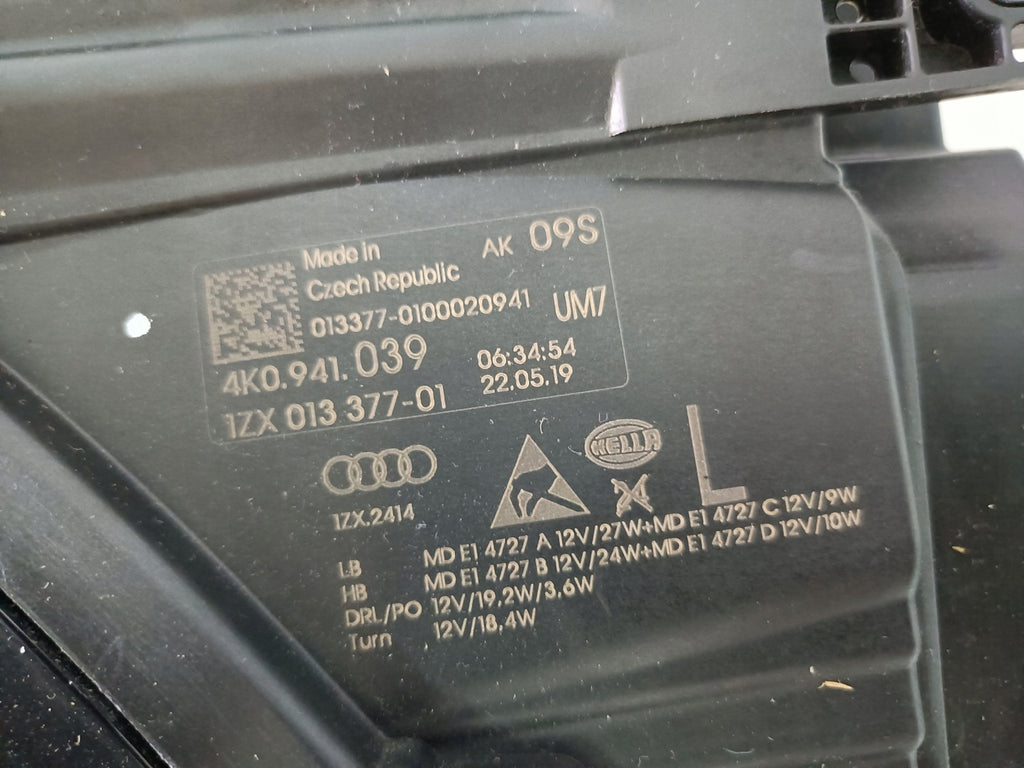 Made in
Czech Republic
AK 09S
013377-0100020941
UM7
4K0.941.039
06:34:54
1ZX 013 377-01
22.05.19
HELLA
L
1ZX.2414
LB MD E1 4727 A 12V/27W+MD E1 4727 C 12V/9W
HB MD E1 4727 B 12V/24W+MD E1 4727 D 12V/10W
DRL/PO 12V/19,2W/3,6W
Turn 12V/18,4W